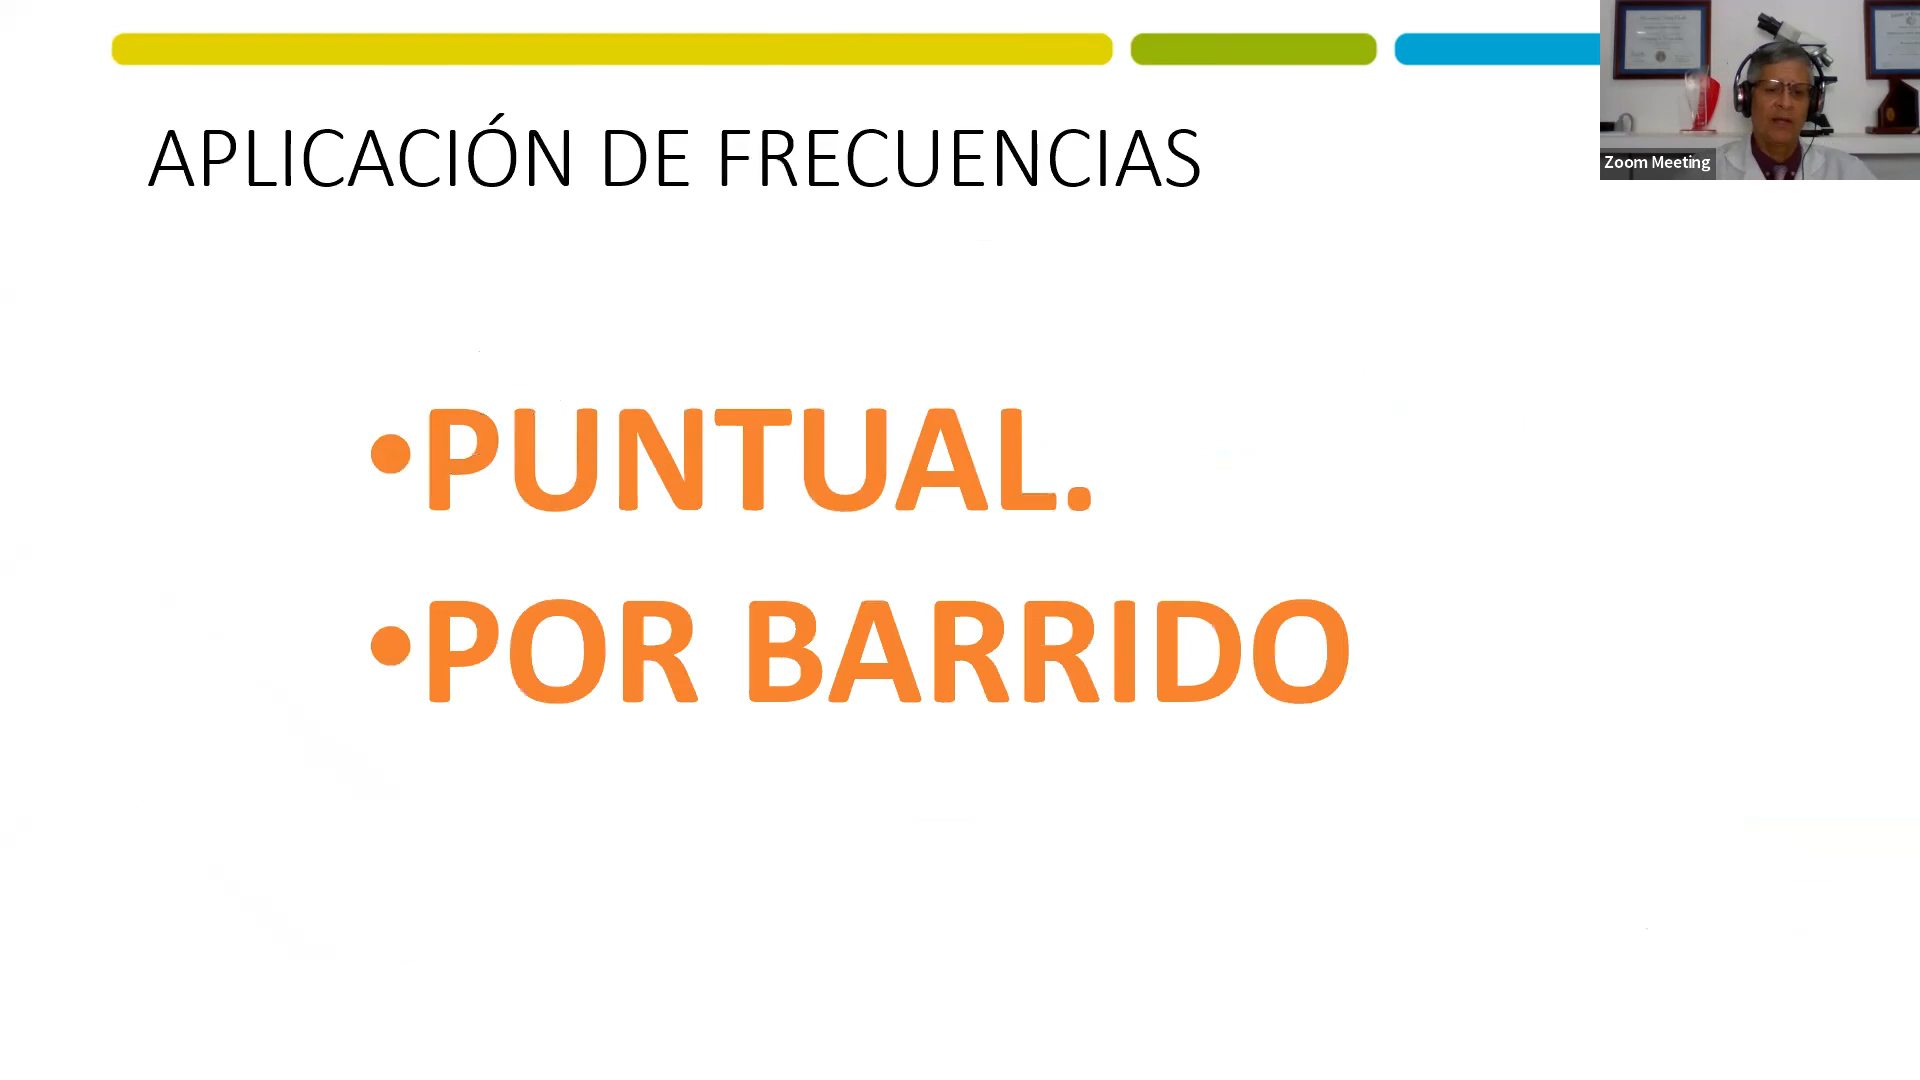 APLICACIÓN DE FRECUENCIAS
Zoom Meeting
•PUNTUAL.
•POR BARRIDO